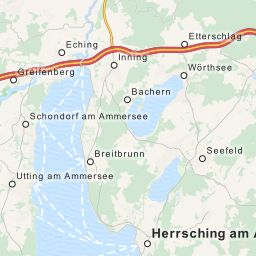 Eching
Etterschlag
Inning
Greifenberg
Wörthsee
Bachern
Schondorf am Ammersee
Breitbrunn
Seefeld
Utting am Ammersee
Herrsching am A